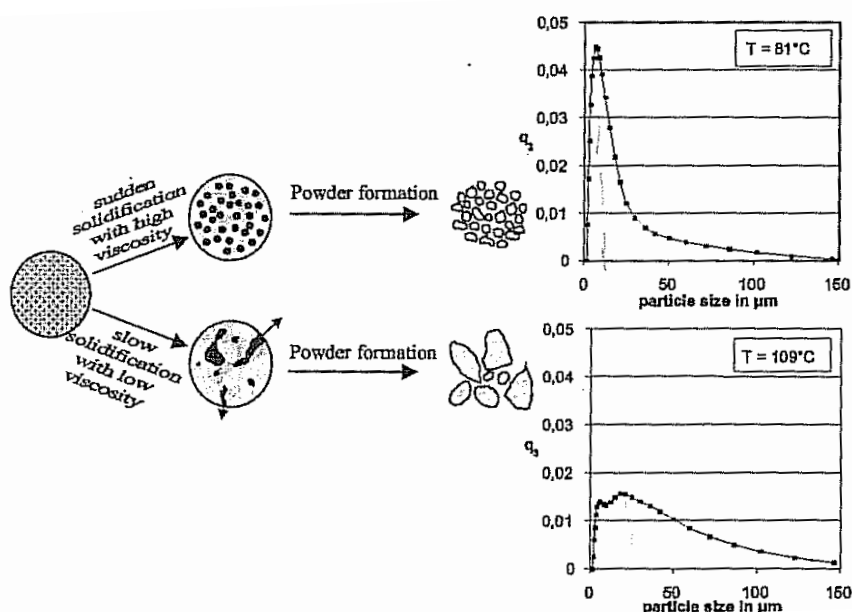 sudden
solidification
with high
viscosity
Powder formation
slow
solidification
with low
viscosity
Powder formation
0,05
0,04
0,03
q3
0,02
0,01
0
T = 81°C
0 50 100 150
particle size in µm
0,05
0,04
0,03
q3
0,02
0,01
0
T = 109°C
0 50 100 150
particle size in µm